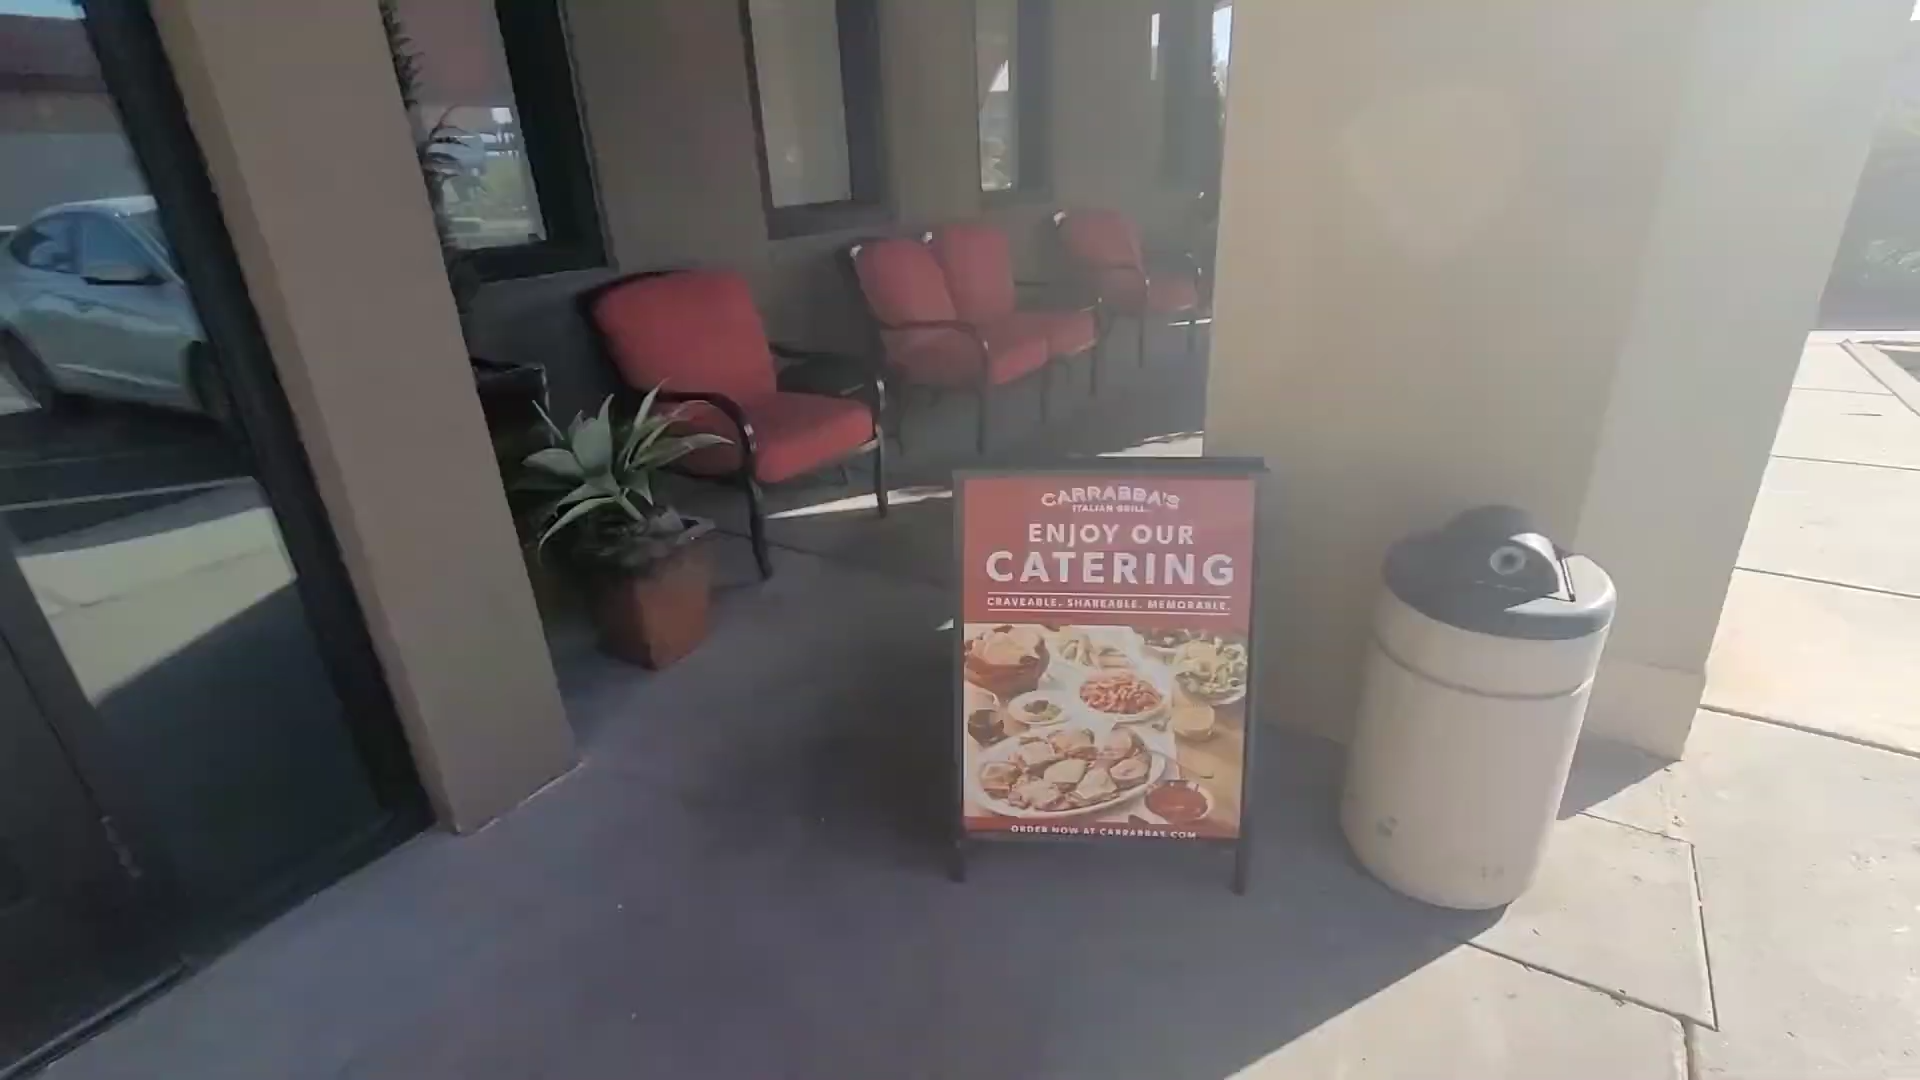 CARRABBA'S
ITALIAN GRILL
ENJOY OUR
CATERING
CRAVEABLE. SHAREABLE. MEMORABLE.
ORDER NOW AT CARRABBAS.COM